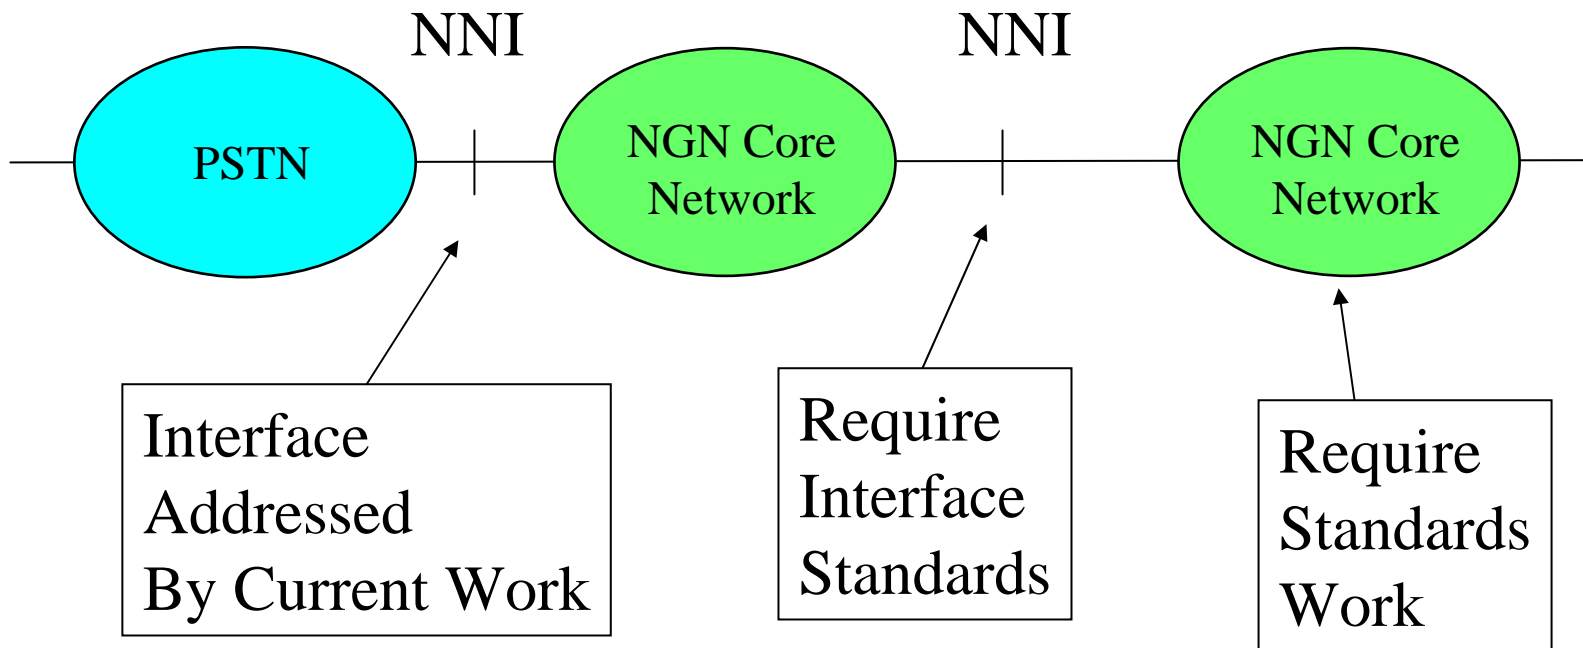 NNI
NNI
PSTN
NGN Core
Network
NGN Core
Network
Interface
Addressed
By Current Work
Require
Interface
Standards
Require
Standards
Work